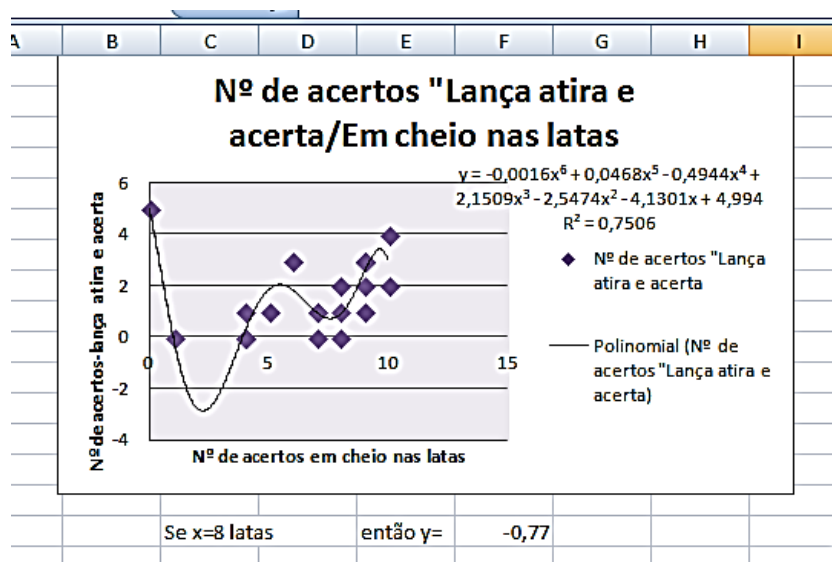 A B C D E F G H I
Nº de acertos "Lança atira e
acerta/Em cheio nas latas
y = -0,0016x⁶ + 0,0468x⁵ - 0,4944x⁴ +
2,1509x³ - 2,5474x² - 4,1301x + 4,994
R² = 0,7506
Nº de acertos-lança atira e acerta
6
4
2
0
-2
-4
0 5 10 15
Nº de acertos em cheio nas latas
Nº de acertos "Lança
atira e acerta
Polinomial (Nº de
acertos "Lança atira e
acerta)
Se x=8 latas então y= -0,77